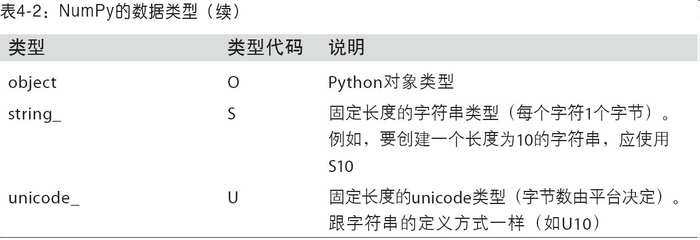 表4-2：NumPy的数据类型（续）
类型 类型代码 说明
object O Python对象类型
string_ S 固定长度的字符串类型（每个字符1个字节）。
例如，要创建一个长度为10的字符串，应使用
S10
unicode_ U 固定长度的unicode类型（字节数由平台决定）。
跟字符串的定义方式一样（如U10）